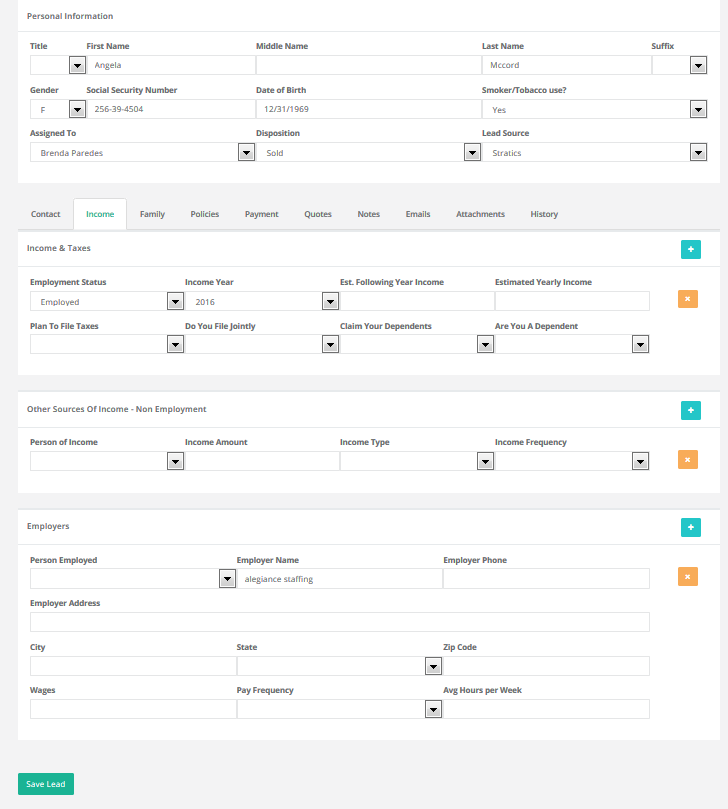 Personal Information
Title First Name Middle Name Last Name Suffix
Angela Mccord
Gender Social Security Number Date of Birth Smoker/Tobacco use?
F 256-39-4504 12/31/1969 Yes
Assigned To Disposition Lead Source
Brenda Paredes Sold Stratics
Contact Income Family Policies Payment Quotes Notes Emails Attachments History
Income & Taxes +
Employment Status Income Year Est. Following Year Income Estimated Yearly Income
Employed 2016 x
Plan To File Taxes Do You File Jointly Claim Your Dependents Are You A Dependent
Other Sources Of Income - Non Employment +
Person of Income Income Amount Income Type Income Frequency
x
Employers +
Person Employed Employer Name Employer Phone
alegiance staffing x
Employer Address
City State Zip Code
Wages Pay Frequency Avg Hours per Week
Save Lead